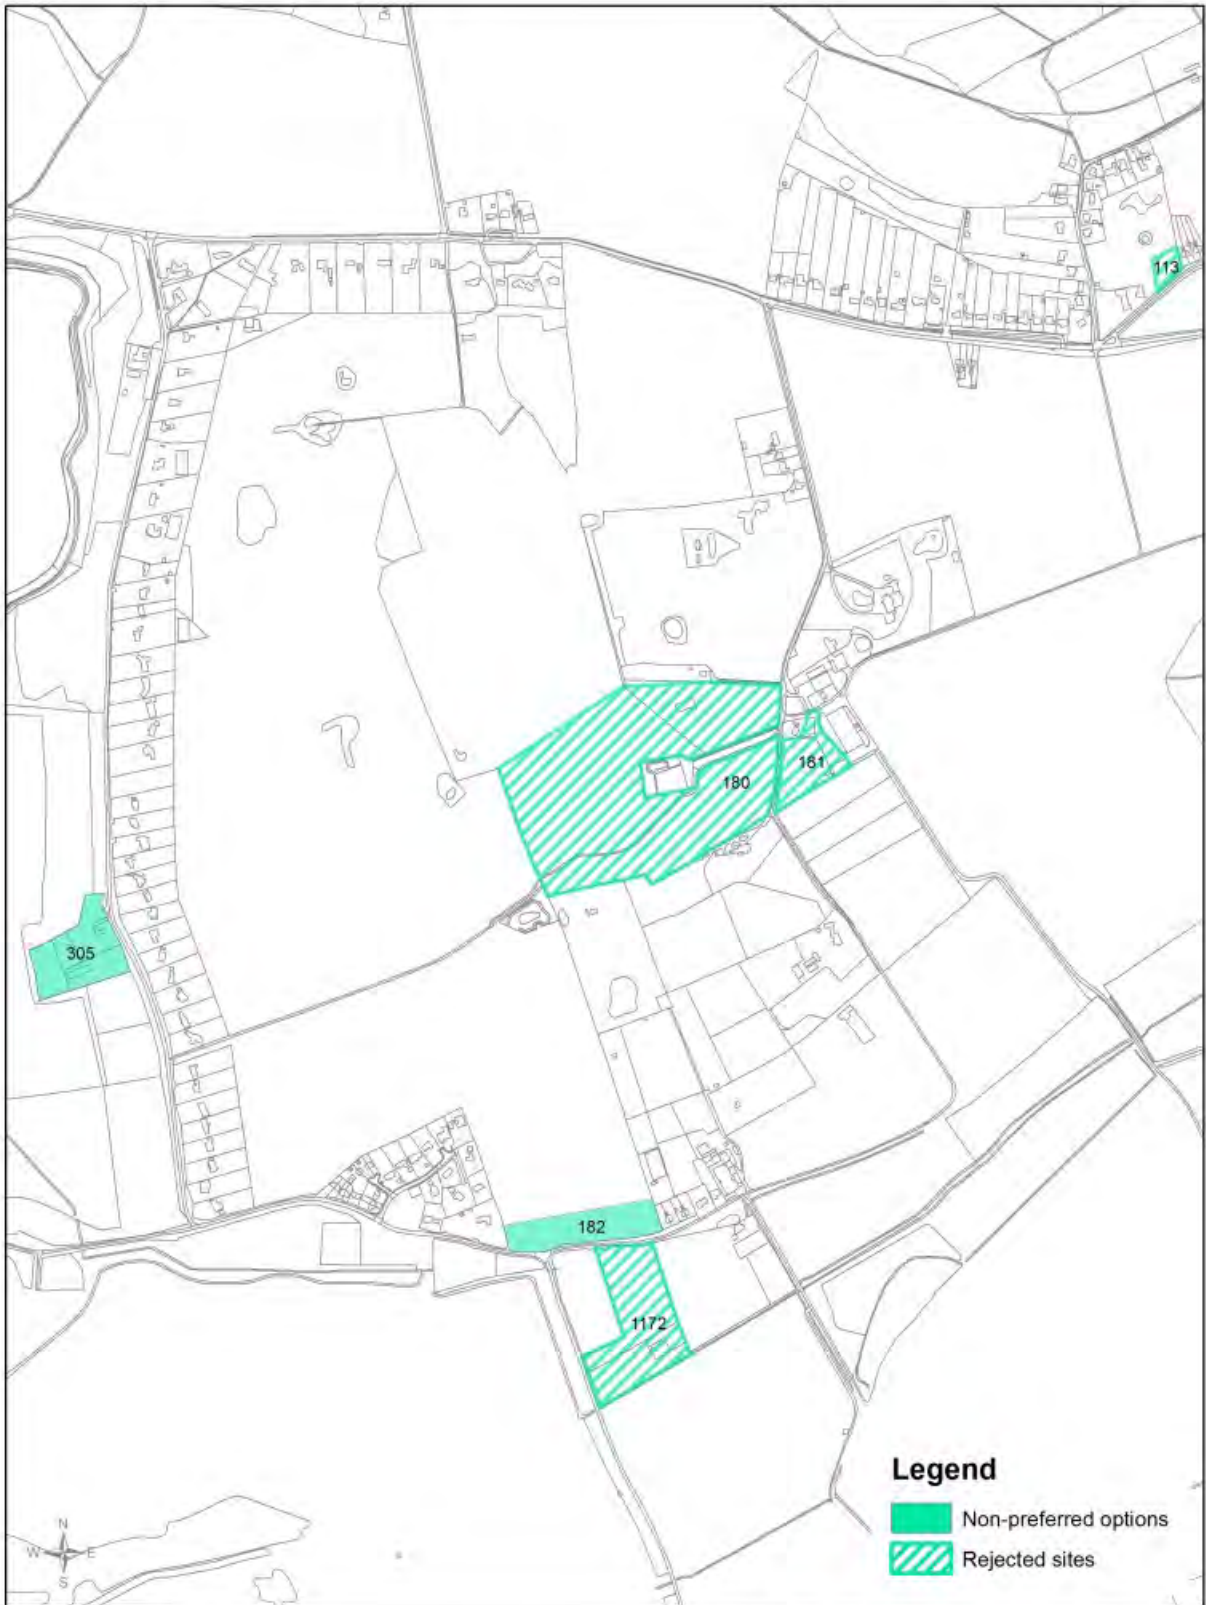 113
180
181
305
182
1172
Legend
Non-preferred options
Rejected sites
N
W E
S